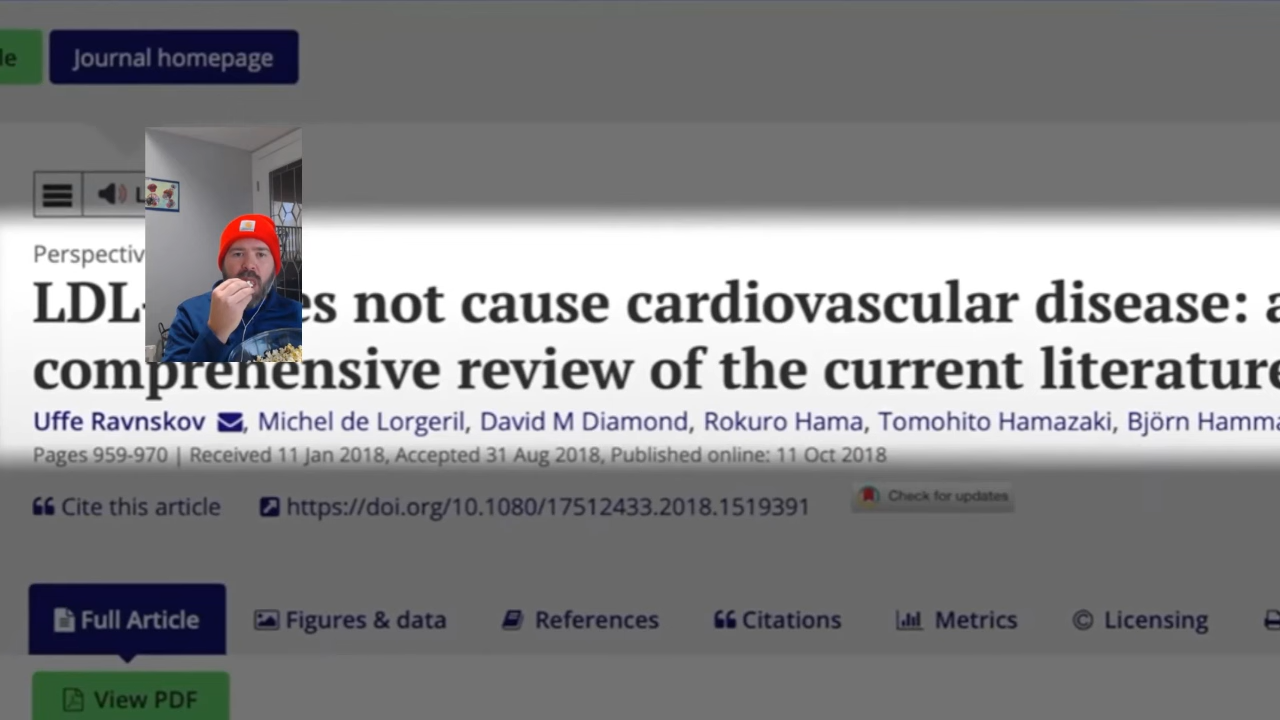 le Journal homepage
Perspectiv
LDL- es not cause cardiovascular disease: a
comprehensive review of the current literature
Uffe Ravnskov , Michel de Lorgeril, David M Diamond, Rokuro Hama, Tomohito Hamazaki, Björn Hamma
Pages 959-970 | Received 11 Jan 2018, Accepted 31 Aug 2018, Published online: 11 Oct 2018
Cite this article https://doi.org/10.1080/17512433.2018.1519391 Check for updates
Full Article Figures & data References Citations Metrics Licensing
View PDF